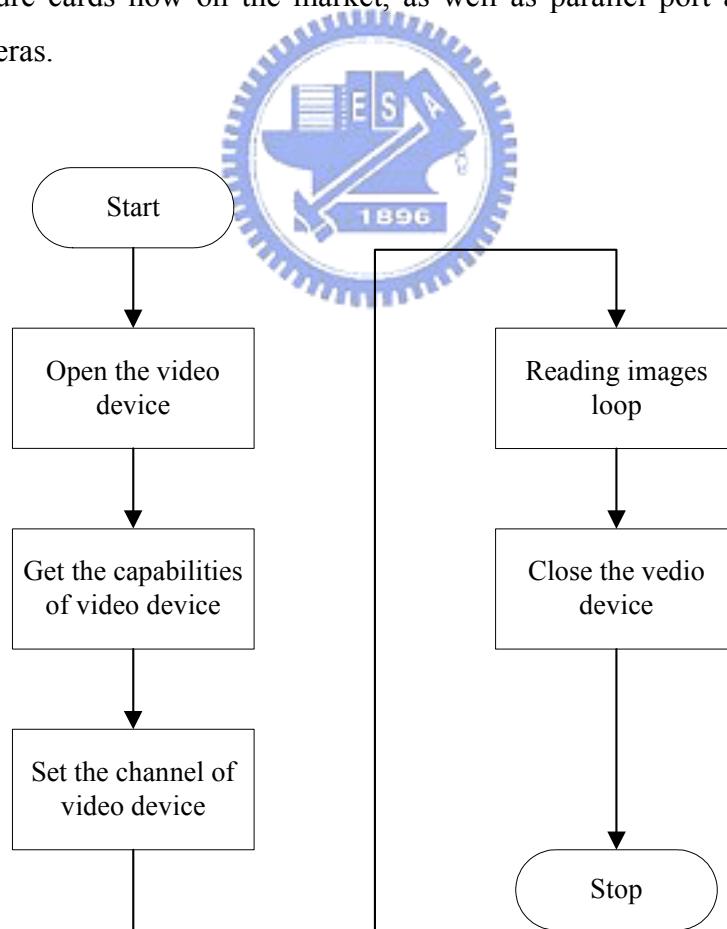 ure cards now on the market, as well as parallel port a
eras.
E S A
1896
Start
Open the video
device
Get the capabilities
of video device
Set the channel of
video device
Reading images
loop
Close the vedio
device
Stop